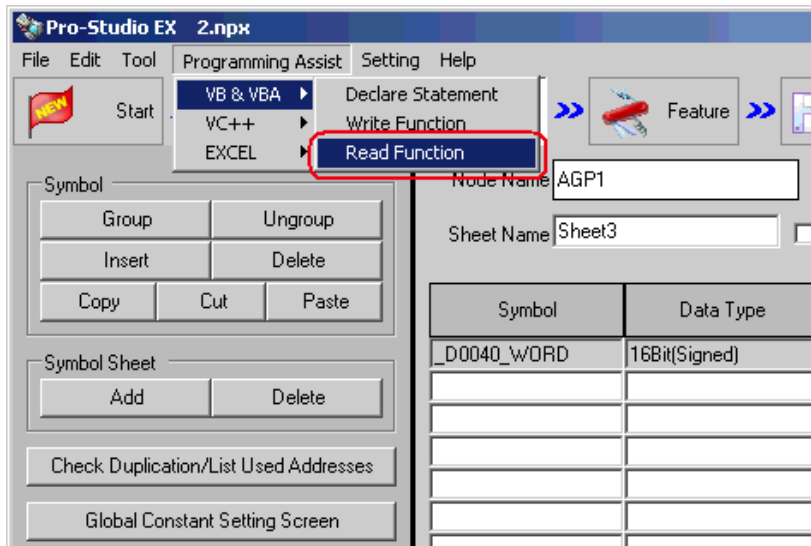 Pro-Studio EX 2.npx
File Edit Tool Programming Assist Setting Help
NEW Start Feature
VB & VBA
VC++
EXCEL
Declare Statement
Write Function
Read Function
Symbol
Group Ungroup
Insert Delete
Copy Cut Paste
Symbol Sheet
Add Delete
Check Duplication/List Used Addresses
Global Constant Setting Screen
Node Name AGP1
Sheet Name Sheet3
Symbol Data Type
_D0040_WORD 16Bit(Signed)